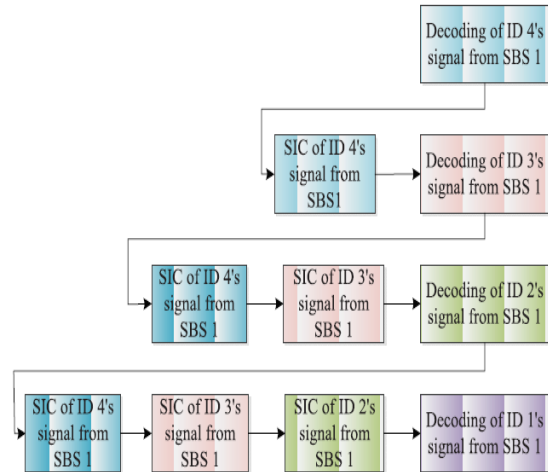 Decoding of ID 4's
signal from SBS 1
SIC of ID 4's
signal from
SBS1
Decoding of ID 3's
signal from SBS 1
SIC of ID 4's
signal from
SBS 1
SIC of ID 3's
signal from
SBS 1
Decoding of ID 2's
signal from SBS 1
SIC of ID 4's
signal from
SBS 1
SIC of ID 3's
signal from
SBS 1
SIC of ID 2's
signal from
SBS 1
Decoding of ID 1's
signal from SBS 1